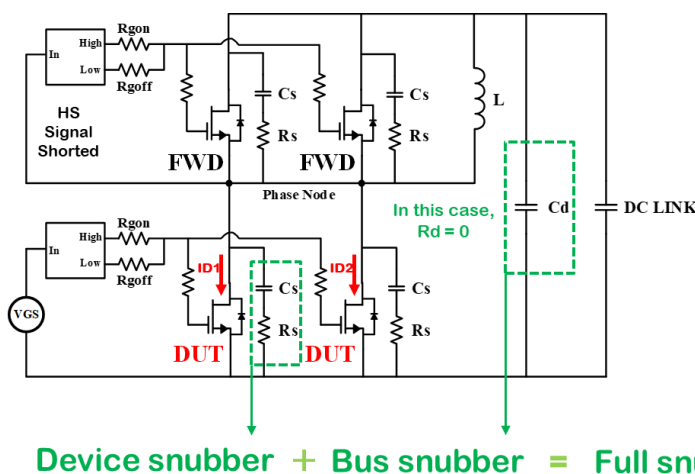 Rgon
High
In
Low
Rgoff
HS
Signal
Shorted
Cs
Rs
FWD
Cs
Rs
FWD
L
Phase Node
In this case,
Rd = 0
Cd
DC LINK
Rgon
High
In
Low
Rgoff
VGS
ID1
Cs
Rs
DUT
ID2
Cs
Rs
DUT
Device snubber + Bus snubber = Full